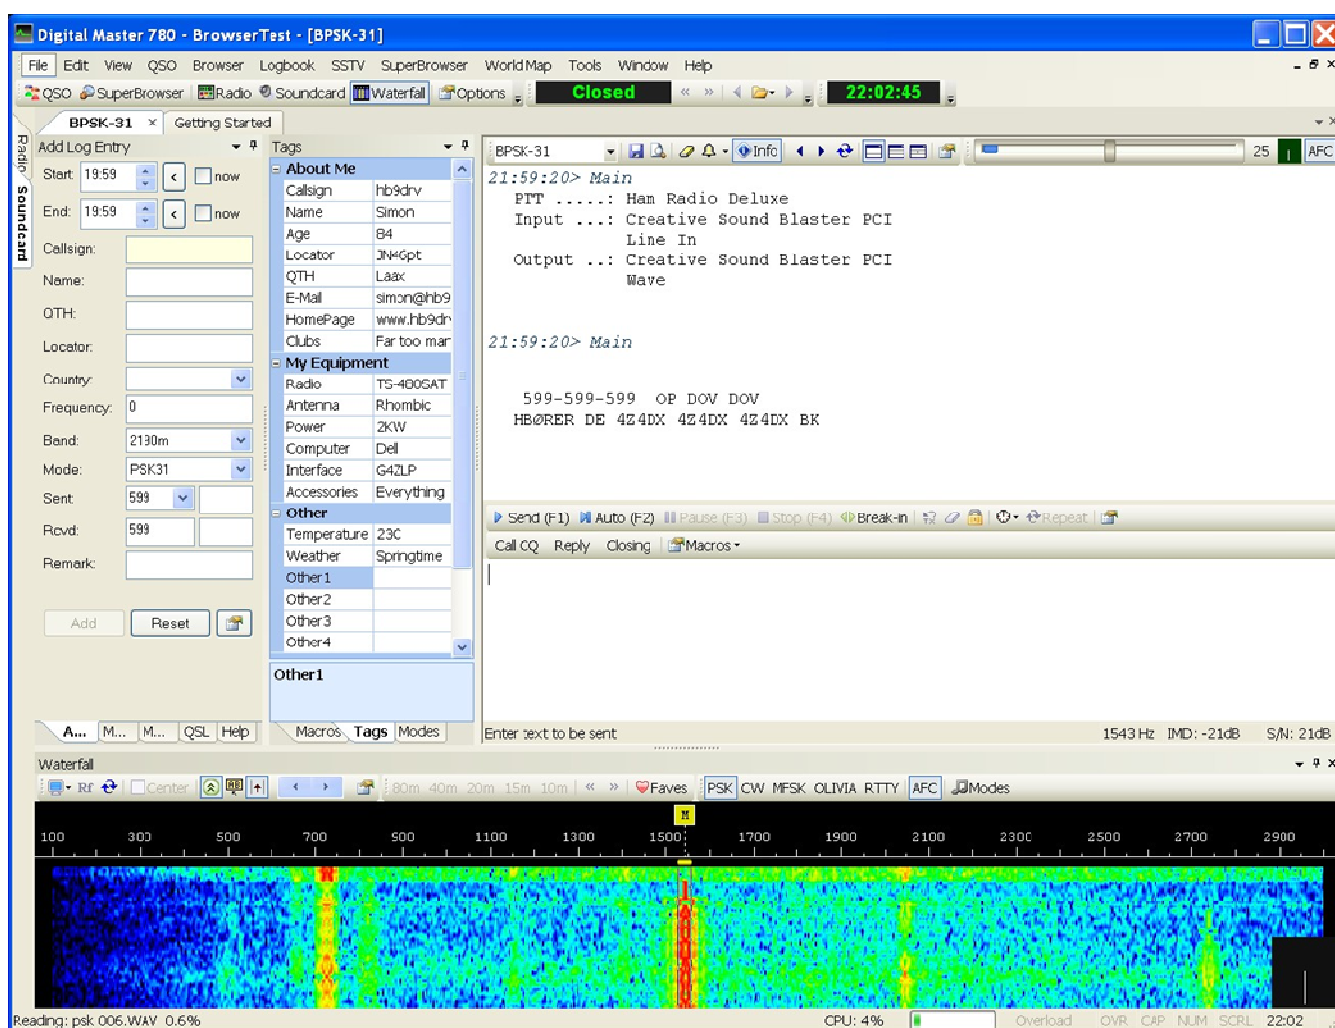 Digital Master 780 - BrowserTest - [BPSK-31]
File Edit View QSO Browser Logbook SSTV SuperBrowser World Map Tools Window Help
QSO SuperBrowser Radio Soundcard Waterfall Options Closed 22:02:45
BPSK-31 Getting Started
Radio
Soundcard
Add Log Entry
Start: 19:59 < now
End: 19:59 < now
Callsign:
Name:
QTH:
Locator:
Country:
Frequency: 0
Band: 2190m
Mode: PSK31
Sent: 599
Rcvd: 599
Remark:
Add Reset
A... M... M... QSL Help
Tags
About Me
Callsign hb9drv
Name Simon
Age 84
Locator JN46pt
QTH Laax
E-Mail simon@hb9
HomePage www.hb9drv
Clubs Far too mar
My Equipment
Radio TS-480SAT
Antenna Rhombic
Power 2KW
Computer Dell
Interface G4ZLP
Accessories Everything
Other
Temperature 23C
Weather Springtime
Other1
Other2
Other3
Other4
Other1
Macros Tags Modes
BPSK-31 Info 25 AFC
21:59:20> Main
PTT .....: Ham Radio Deluxe
Input ...: Creative Sound Blaster PCI
Line In
Output ..: Creative Sound Blaster PCI
Wave
21:59:20> Main
599-599-599 OP DOV DOV
HBØRER DE 4Z4DX 4Z4DX 4Z4DX BK
Send (F1) Auto (F2) Pause (F3) Stop (F4) Break-in Repeat
Call CQ Reply Closing Macros
Enter text to be sent 1543 Hz IMD: -21dB S/N: 21dB
Waterfall
Rf Center 80m 40m 20m 15m 10m Faves PSK CW MFSK OLIVIA RTTY AFC Modes
M
100 300 500 700 900 1100 1300 1500 1700 1900 2100 2300 2500 2700 2900
Reading: psk 006.WAV 0.6% CPU: 4% Overload OVR CAP NUM SCRL 22:02